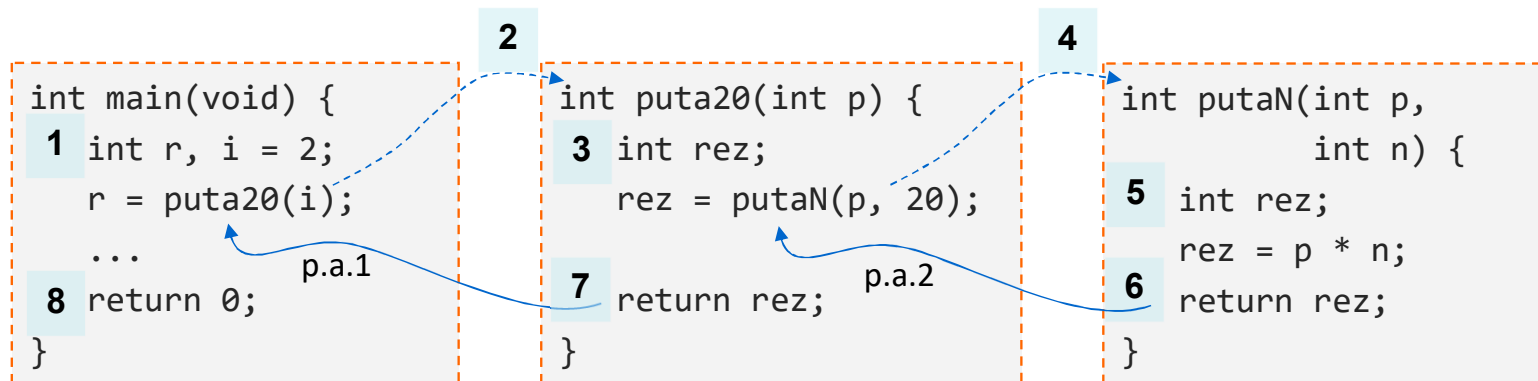 2
4
int main(void) {
1 int r, i = 2;
r = puta20(i);
...
8 return 0;
}
p.a.1
int puta20(int p) {
3 int rez;
rez = putaN(p, 20);
7 return rez;
}
p.a.2
int putaN(int p,
int n) {
5 int rez;
rez = p * n;
6 return rez;
}